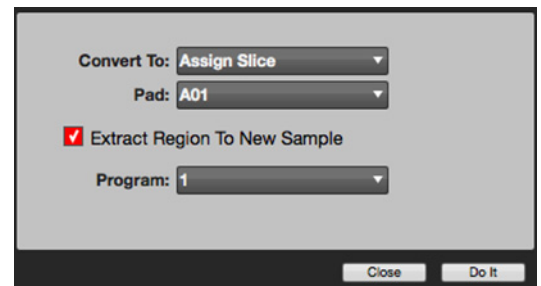 Convert To: Assign Slice
Pad: A01
Extract Region To New Sample
Program: 1
Close Do It